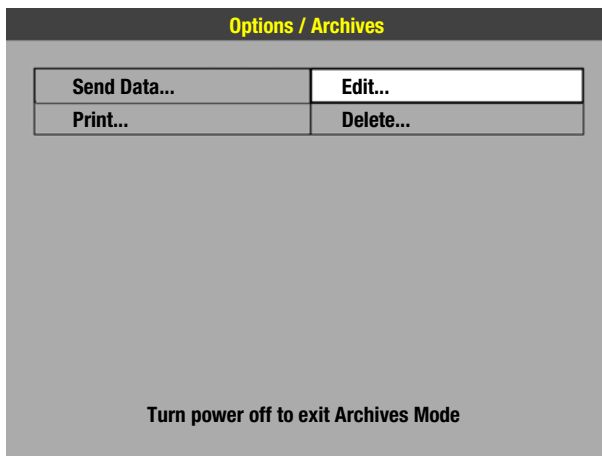 Options / Archives
Send Data... Edit...
Print... Delete...
Turn power off to exit Archives Mode